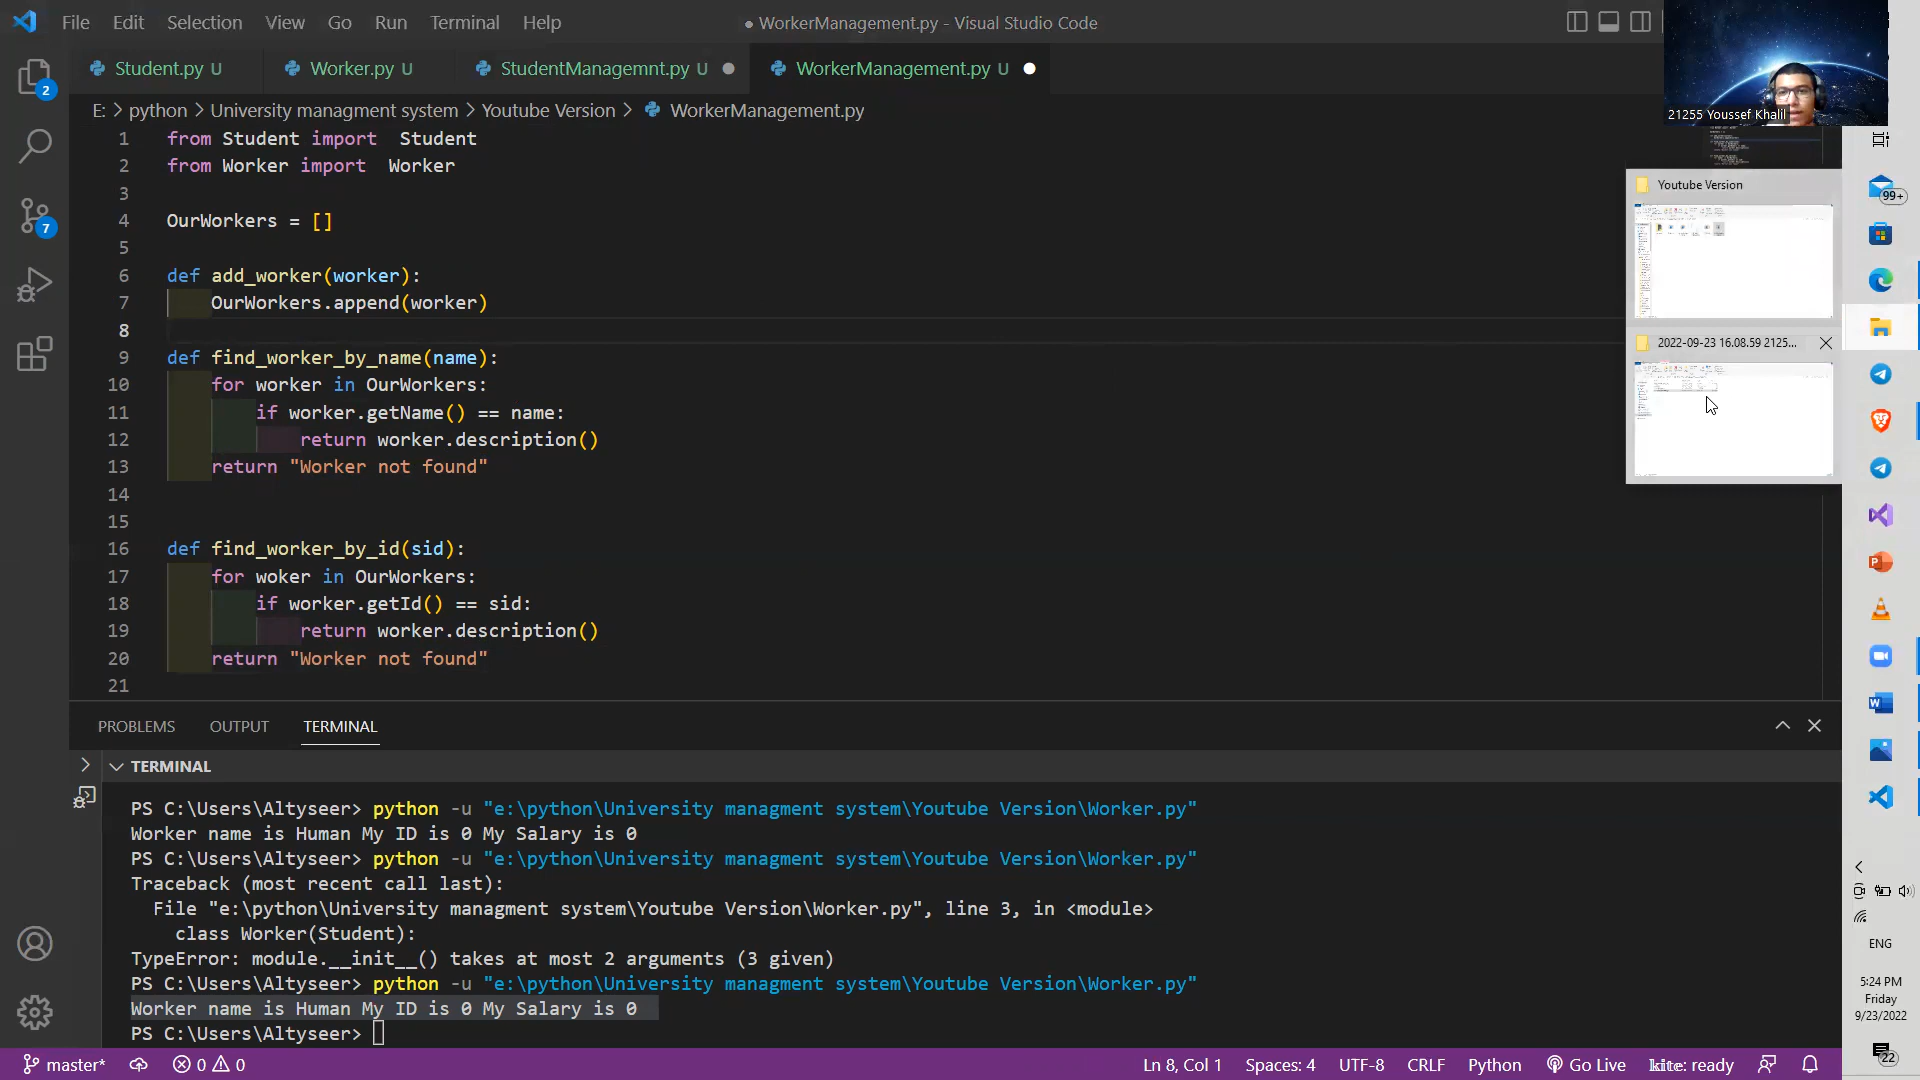 File Edit Selection View Go Run Terminal Help
● WorkerManagement.py - Visual Studio Code
Student.py U
Worker.py U
StudentManagemnt.py U
WorkerManagement.py U
E: > python > University managment system > Youtube Version > WorkerManagement.py
21255 Youssef Khalil
1 from Student import  Student
2 from Worker import  Worker
3
4 OurWorkers = []
5
6 def add_worker(worker):
7     OurWorkers.append(worker)
8
9 def find_worker_by_name(name):
10     for worker in OurWorkers:
11         if worker.getName() == name:
12             return worker.description()
13     return "Worker not found"
14
15
16 def find_worker_by_id(sid):
17     for woker in OurWorkers:
18         if worker.getId() == sid:
19             return worker.description()
20     return "Worker not found"
21
2
7
Youtube Version
2022-09-23 16.08.59 2125...
99+
PROBLEMS OUTPUT TERMINAL
TERMINAL
PS C:\Users\Altyseer> python -u "e:\python\University managment system\Youtube Version\Worker.py"
Worker name is Human My ID is 0 My Salary is 0
PS C:\Users\Altyseer> python -u "e:\python\University managment system\Youtube Version\Worker.py"
Traceback (most recent call last):
  File "e:\python\University managment system\Youtube Version\Worker.py", line 3, in <module>
    class Worker(Student):
TypeError: module.__init__() takes at most 2 arguments (3 given)
PS C:\Users\Altyseer> python -u "e:\python\University managment system\Youtube Version\Worker.py"
Worker name is Human My ID is 0 My Salary is 0
PS C:\Users\Altyseer>
ENG
5:24 PM
Friday
9/23/2022
22
master* 0 0
Ln 8, Col 1 Spaces: 4 UTF-8 CRLF Python Go Live kite: ready